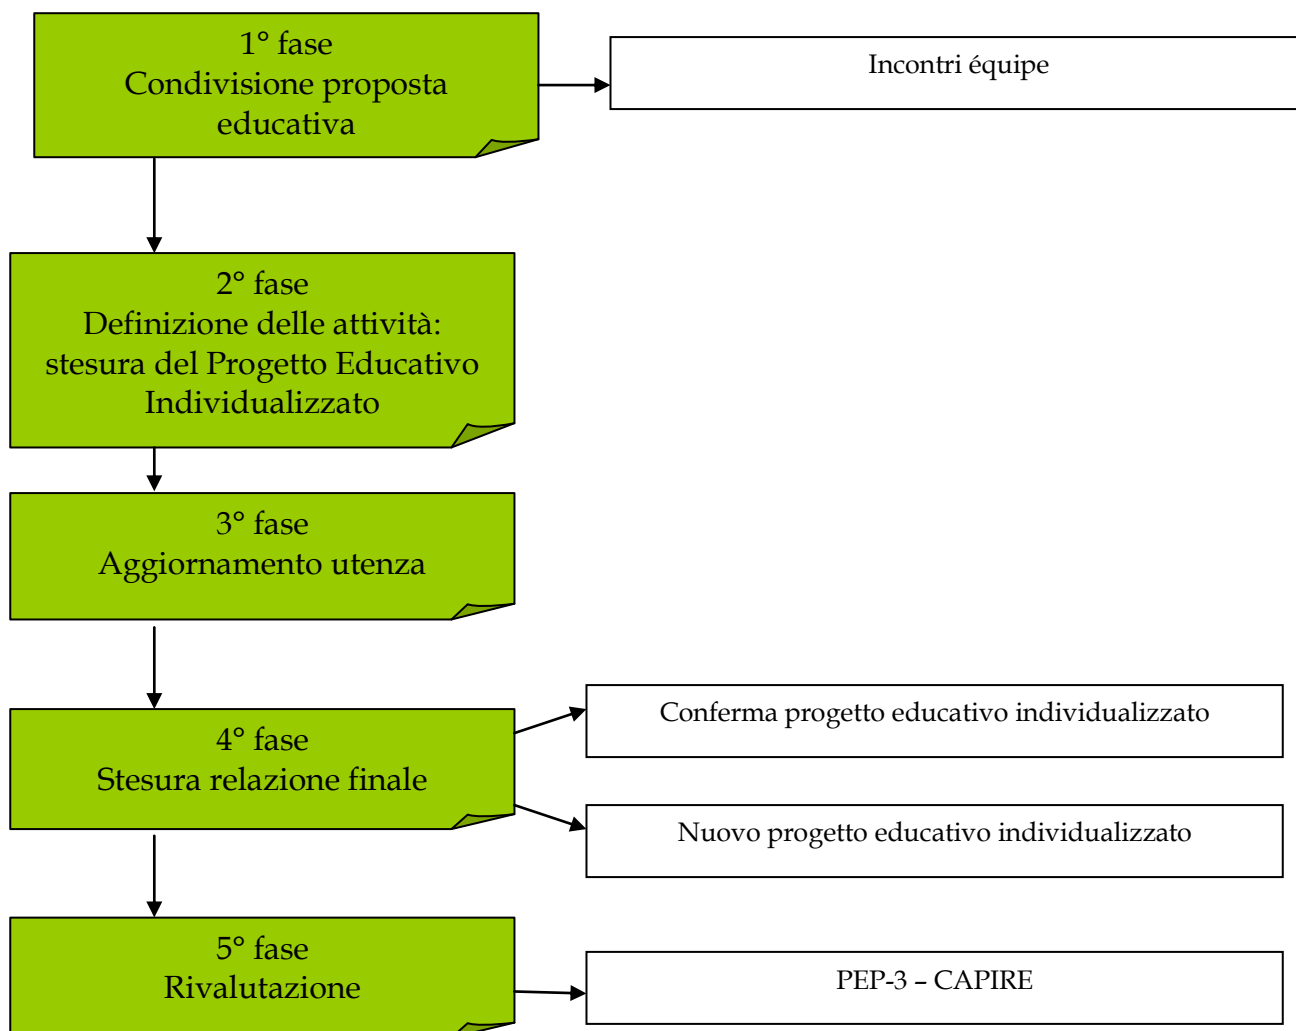 1° fase
Condivisione proposta
educativa
Incontri équipe
2° fase
Definizione delle attività:
stesura del Progetto Educativo
Individualizzato
3° fase
Aggiornamento utenza
4° fase
Stesura relazione finale
Conferma progetto educativo individualizzato
Nuovo progetto educativo individualizzato
5° fase
Rivalutazione
PEP-3 – CAPIRE